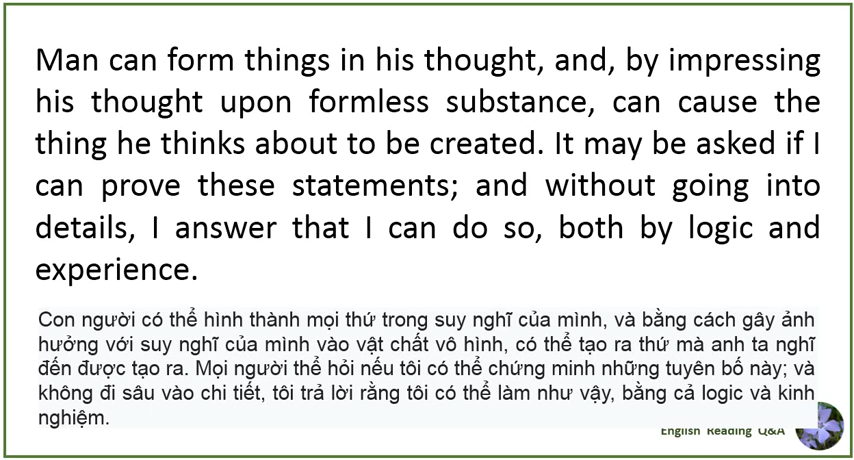 Man can form things in his thought, and, by impressing
his thought upon formless substance, can cause the
thing he thinks about to be created. It may be asked if I
can prove these statements; and without going into
details, I answer that I can do so, both by logic and
experience.
Con người có thể hình thành mọi thứ trong suy nghĩ của mình, và bằng cách gây ảnh
hưởng với suy nghĩ của mình vào vật chất vô hình, có thể tạo ra thứ mà anh ta nghĩ
đến được tạo ra. Mọi người thể hỏi nếu tôi có thể chứng minh những tuyên bố này; và
không đi sâu vào chi tiết, tôi trả lời rằng tôi có thể làm như vậy, bằng cả logic và kinh
nghiệm.
English Reading Q&A